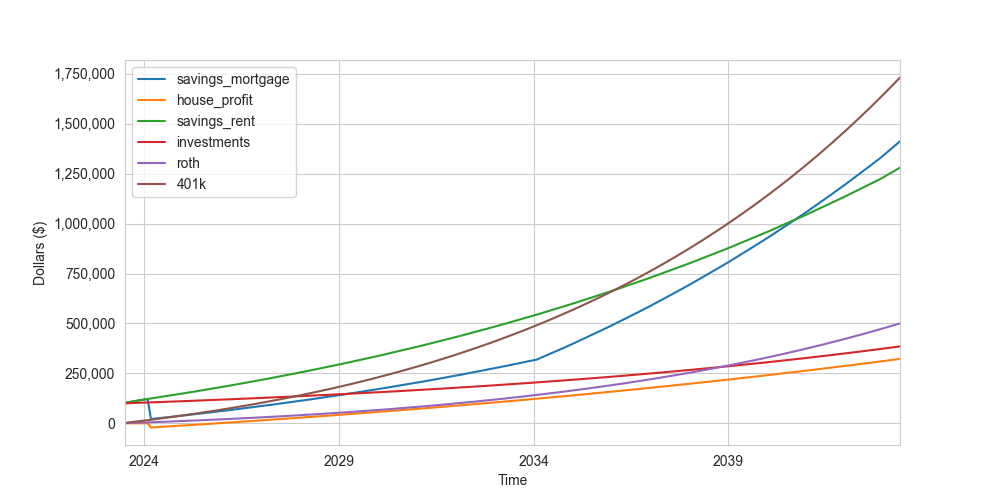 1,750,000
1,500,000
1,250,000
1,000,000
750,000
500,000
250,000
0
Dollars ($)
savings_mortgage
house_profit
savings_rent
investments
roth
401k
2024 2029 2034 2039
Time